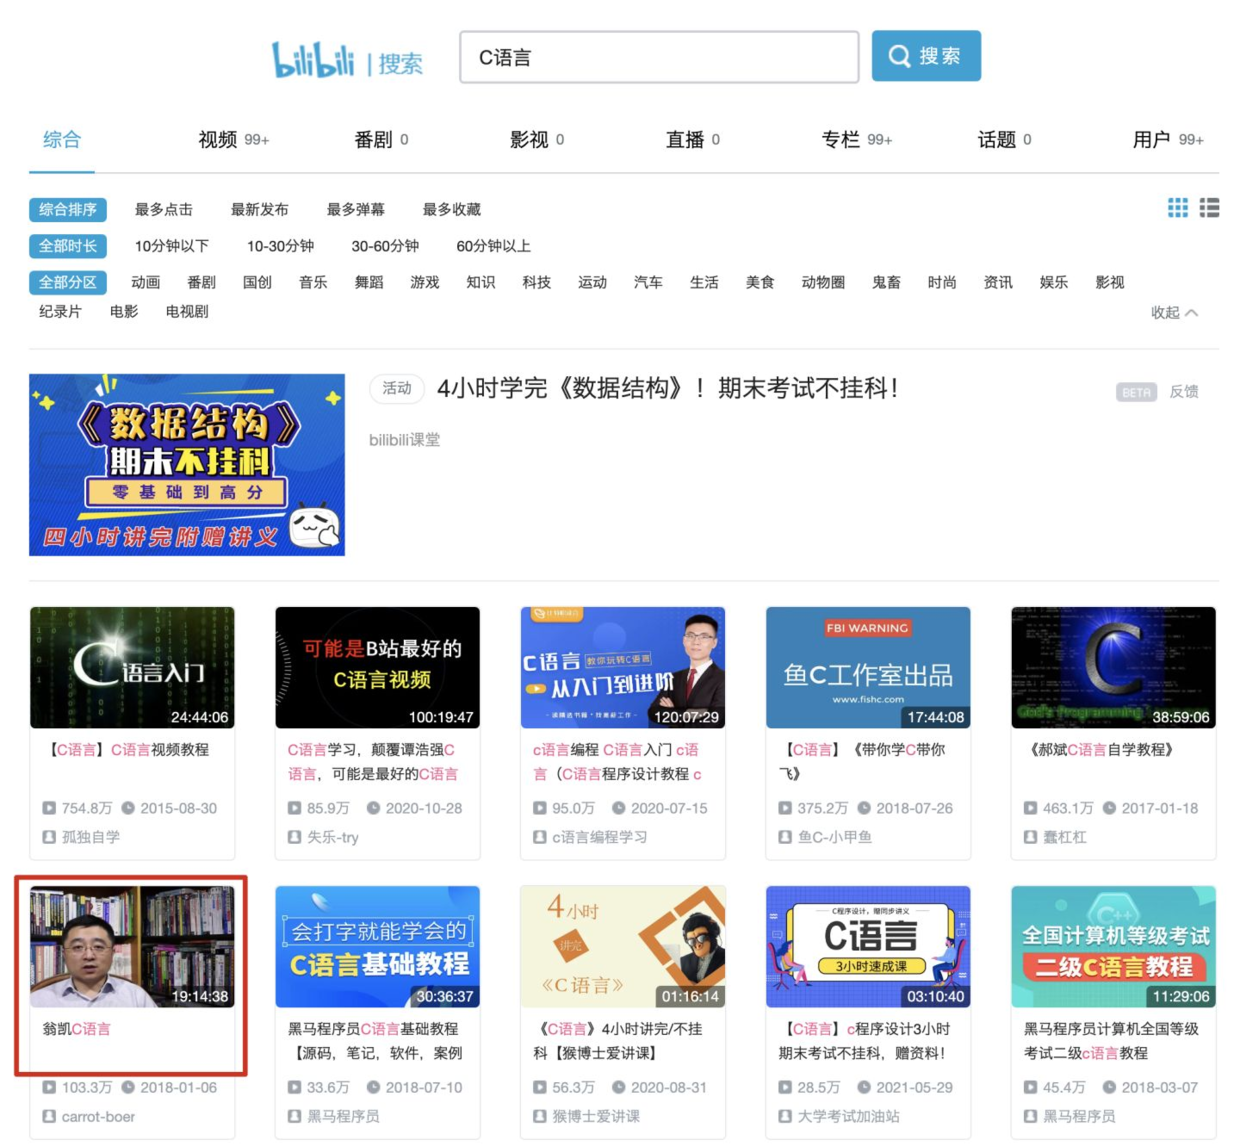 bilibili | 搜索
C语言
搜索
综合 视频 99+ 番剧 0 影视 0 直播 0 专栏 99+ 话题 0 用户 99+
综合排序 最多点击 最新发布 最多弹幕 最多收藏
全部时长 10分钟以下 10-30分钟 30-60分钟 60分钟以上
全部分区 动画 番剧 国创 音乐 舞蹈 游戏 知识 科技 运动 汽车 生活 美食 动物圈 鬼畜 时尚 资讯 娱乐 影视
纪录片 电影 电视剧 收起
《数据结构》
期末不挂科
零基础到高分
四小时讲完附赠讲义
活动 4小时学完《数据结构》！期末考试不挂科！
BETA 反馈
bilibili课堂
C语言入门
24:44:06
【C语言】C语言视频教程
754.8万 2015-08-30
孤独自学
可能是B站最好的
C语言视频
100:19:47
C语言学习，颠覆谭浩强C
语言，可能是最好的C语言
85.9万 2020-10-28
失乐-try
C语言 教你玩转C语言
从入门到进阶
120:07:29
c语言编程 C语言入门 c语
言（C语言程序设计教程 c
95.0万 2020-07-15
c语言编程学习
FBI WARNING
鱼C工作室出品
www.fishc.com
17:44:08
【C语言】《带你学C带你
飞》
375.2万 2018-07-26
鱼C-小甲鱼
C
38:59:06
《郝斌C语言自学教程》
463.1万 2017-01-18
蠢杠杠
19:14:38
翁凯C语言
103.3万 2018-01-06
carrot-boer
会打字就能学会的
C语言基础教程
30:36:37
黑马程序员C语言基础教程
【源码，笔记，软件，案例
33.6万 2018-07-10
黑马程序员
4小时
讲完
《C语言》
01:16:14
《C语言》4小时讲完/不挂
科【猴博士爱讲课】
56.3万 2020-08-31
猴博士爱讲课
C程序设计，赠同步讲义
C语言
3小时速成课
03:10:40
【C语言】c程序设计3小时
期末考试不挂科，赠资料！
28.5万 2021-05-29
大学考试加油站
C++
全国计算机等级考试
二级C语言教程
11:29:06
黑马程序员计算机全国等级
考试二级c语言教程
45.4万 2018-03-07
黑马程序员